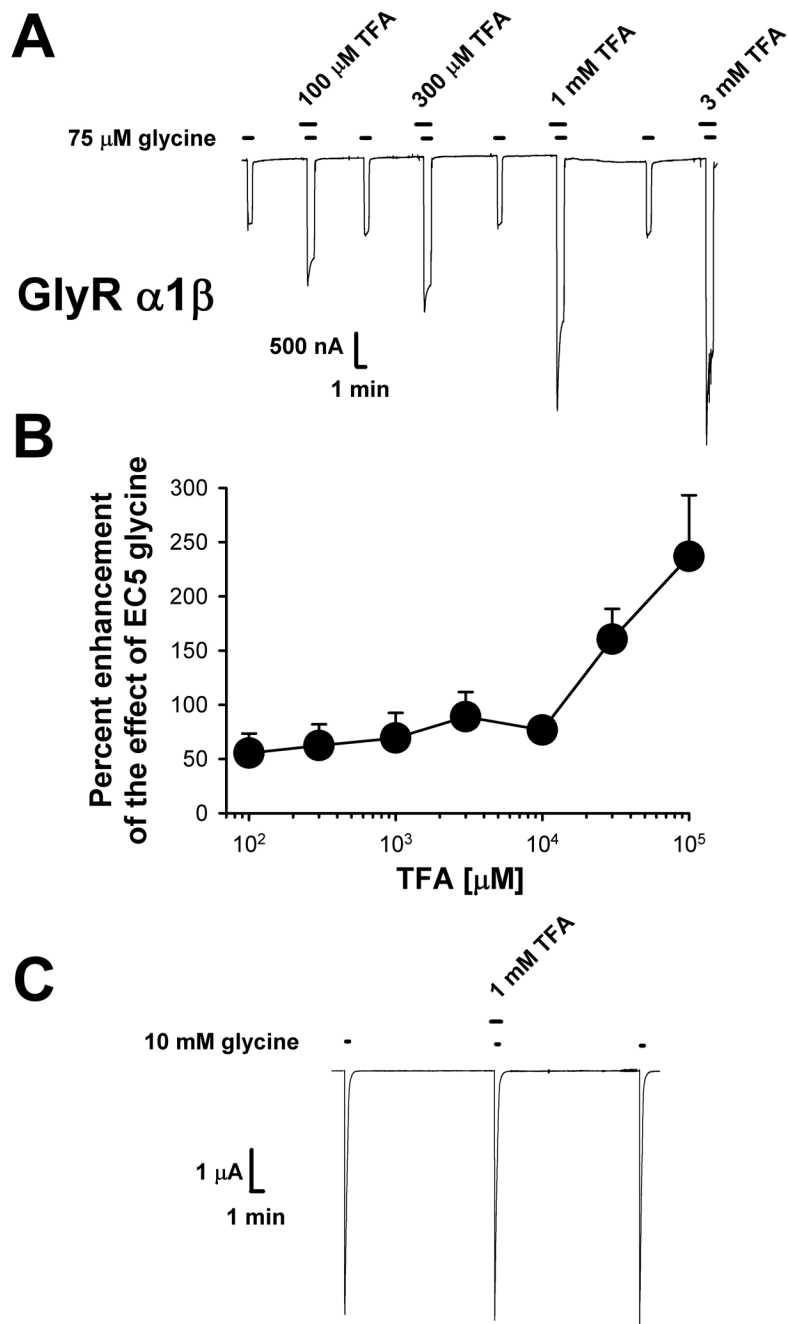 A
100 μM TFA
300 μM TFA
1 mM TFA
3 mM TFA
75 μM glycine
GlyR α1β
500 nA
1 min
B
Percent enhancement
of the effect of EC5 glycine
300
250
200
150
100
50
0
10²
10³
10⁴
10⁵
TFA [μM]
C
1 mM TFA
10 mM glycine
1 μA
1 min